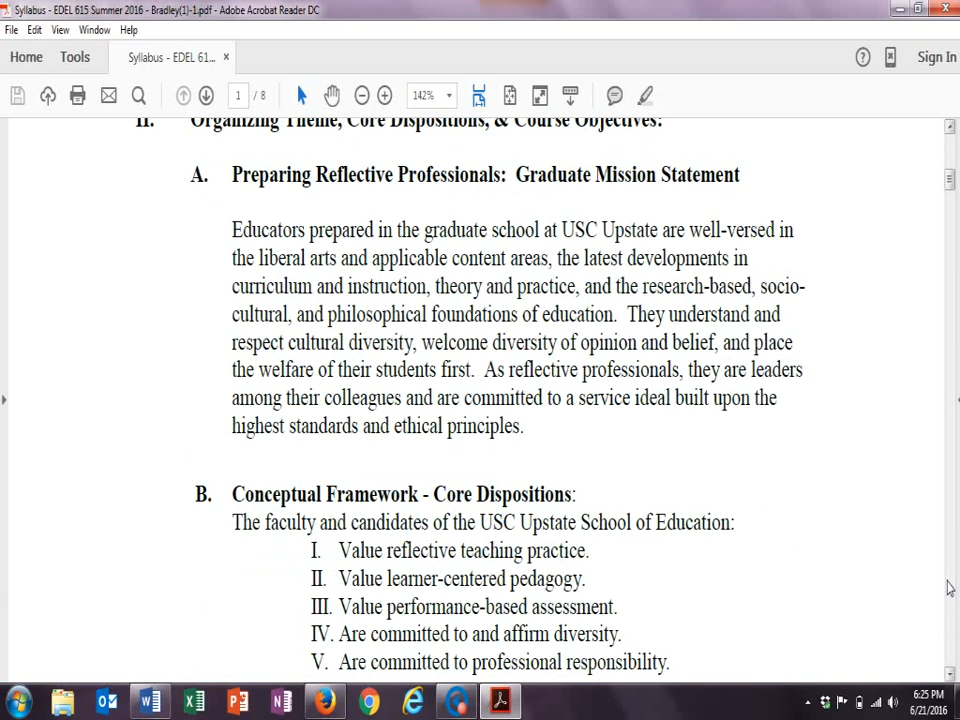 Syllabus - EDEL 615 Summer 2016 - Bradley(1)-1.pdf - Adobe Acrobat Reader DC
File Edit View Window Help
Home Tools Syllabus - EDEL 61... × Sign In
1 / 8 142%
II. Organizing Theme, Core Dispositions, & Course Objectives:
A. Preparing Reflective Professionals: Graduate Mission Statement
Educators prepared in the graduate school at USC Upstate are well-versed in
the liberal arts and applicable content areas, the latest developments in
curriculum and instruction, theory and practice, and the research-based, socio-
cultural, and philosophical foundations of education. They understand and
respect cultural diversity, welcome diversity of opinion and belief, and place
the welfare of their students first. As reflective professionals, they are leaders
among their colleagues and are committed to a service ideal built upon the
highest standards and ethical principles.
B. Conceptual Framework - Core Dispositions:
The faculty and candidates of the USC Upstate School of Education:
I. Value reflective teaching practice.
II. Value learner-centered pedagogy.
III. Value performance-based assessment.
IV. Are committed to and affirm diversity.
V. Are committed to professional responsibility.
6:25 PM
6/21/2016